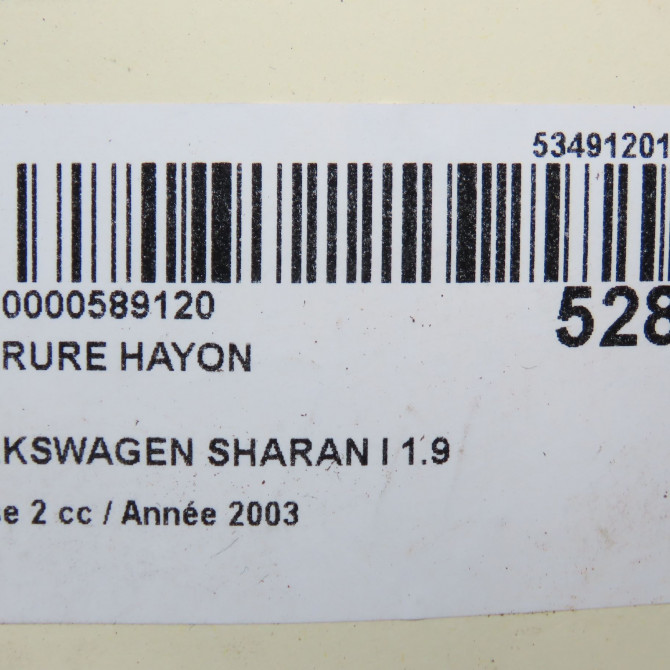 53491201
0000589120
528
RURE HAYON
KSWAGEN SHARAN I 1.9
e 2 cc / Année 2003